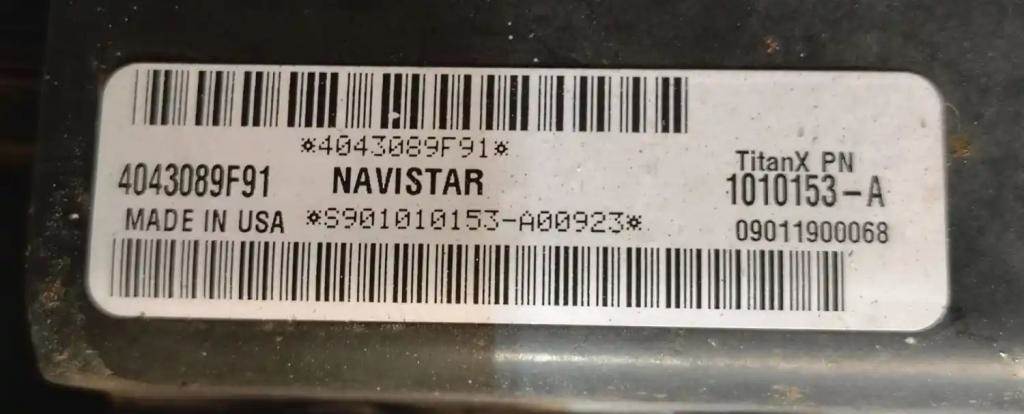 *4043089F91*
4043089F91 NAVISTAR
MADE IN USA *S901010153-A00923*
TitanX PN
1010153-A
09011900068